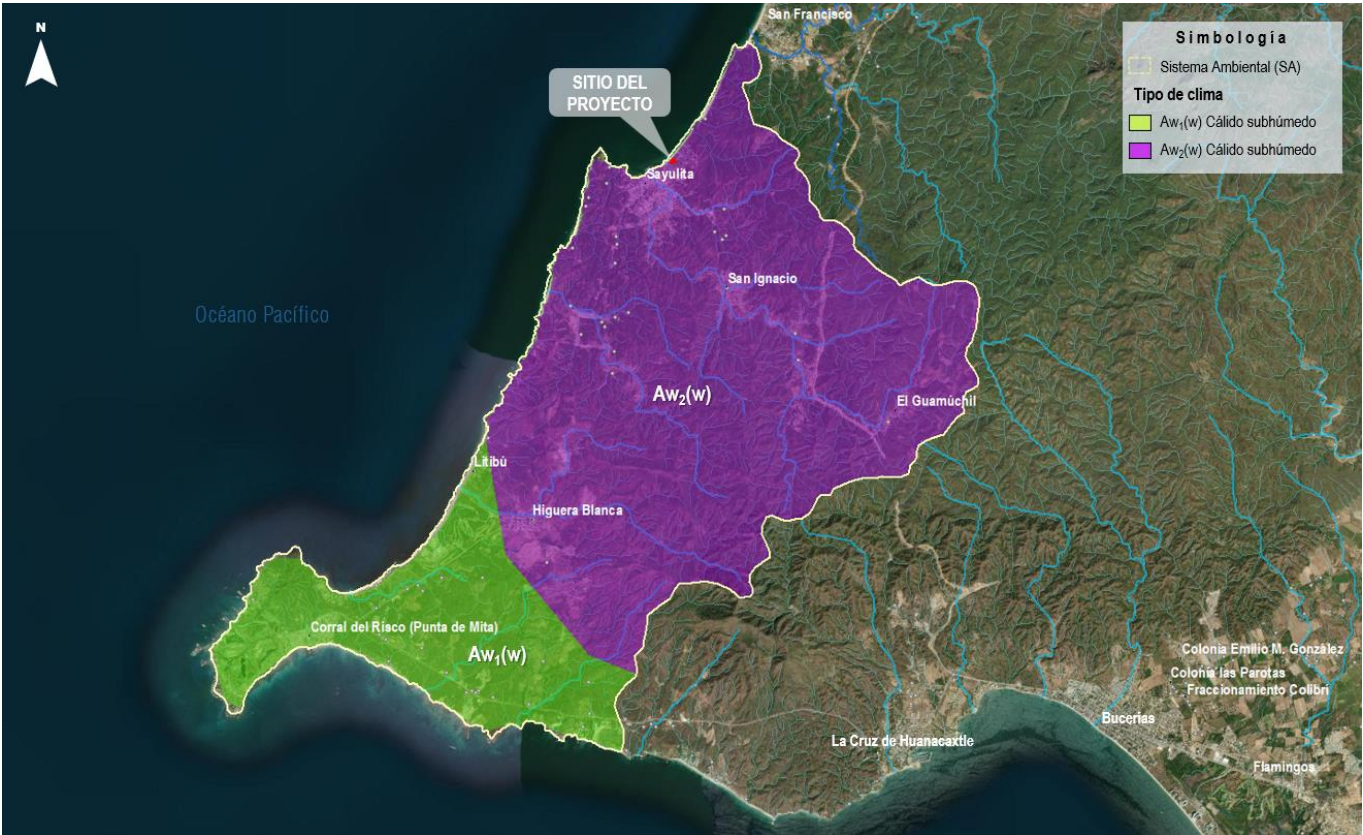 N
San Francisco
Simbología
Sistema Ambiental (SA)
Tipo de clima
Aw₁(w) Cálido subhúmedo
Aw₂(w) Cálido subhúmedo
SITIO DEL
PROYECTO
Sayulita
San Ignacio
Océano Pacífico
Aw₂(w)
El Guamúchil
Litibú
Higuera Blanca
Corral del Risco (Punta de Mita)
Aw₁(w)
Colonia Emilio M. González
Colonia las Parotas
Fraccionamiento Colibrí
Bucerías
La Cruz de Huanacaxtle
Flamingos